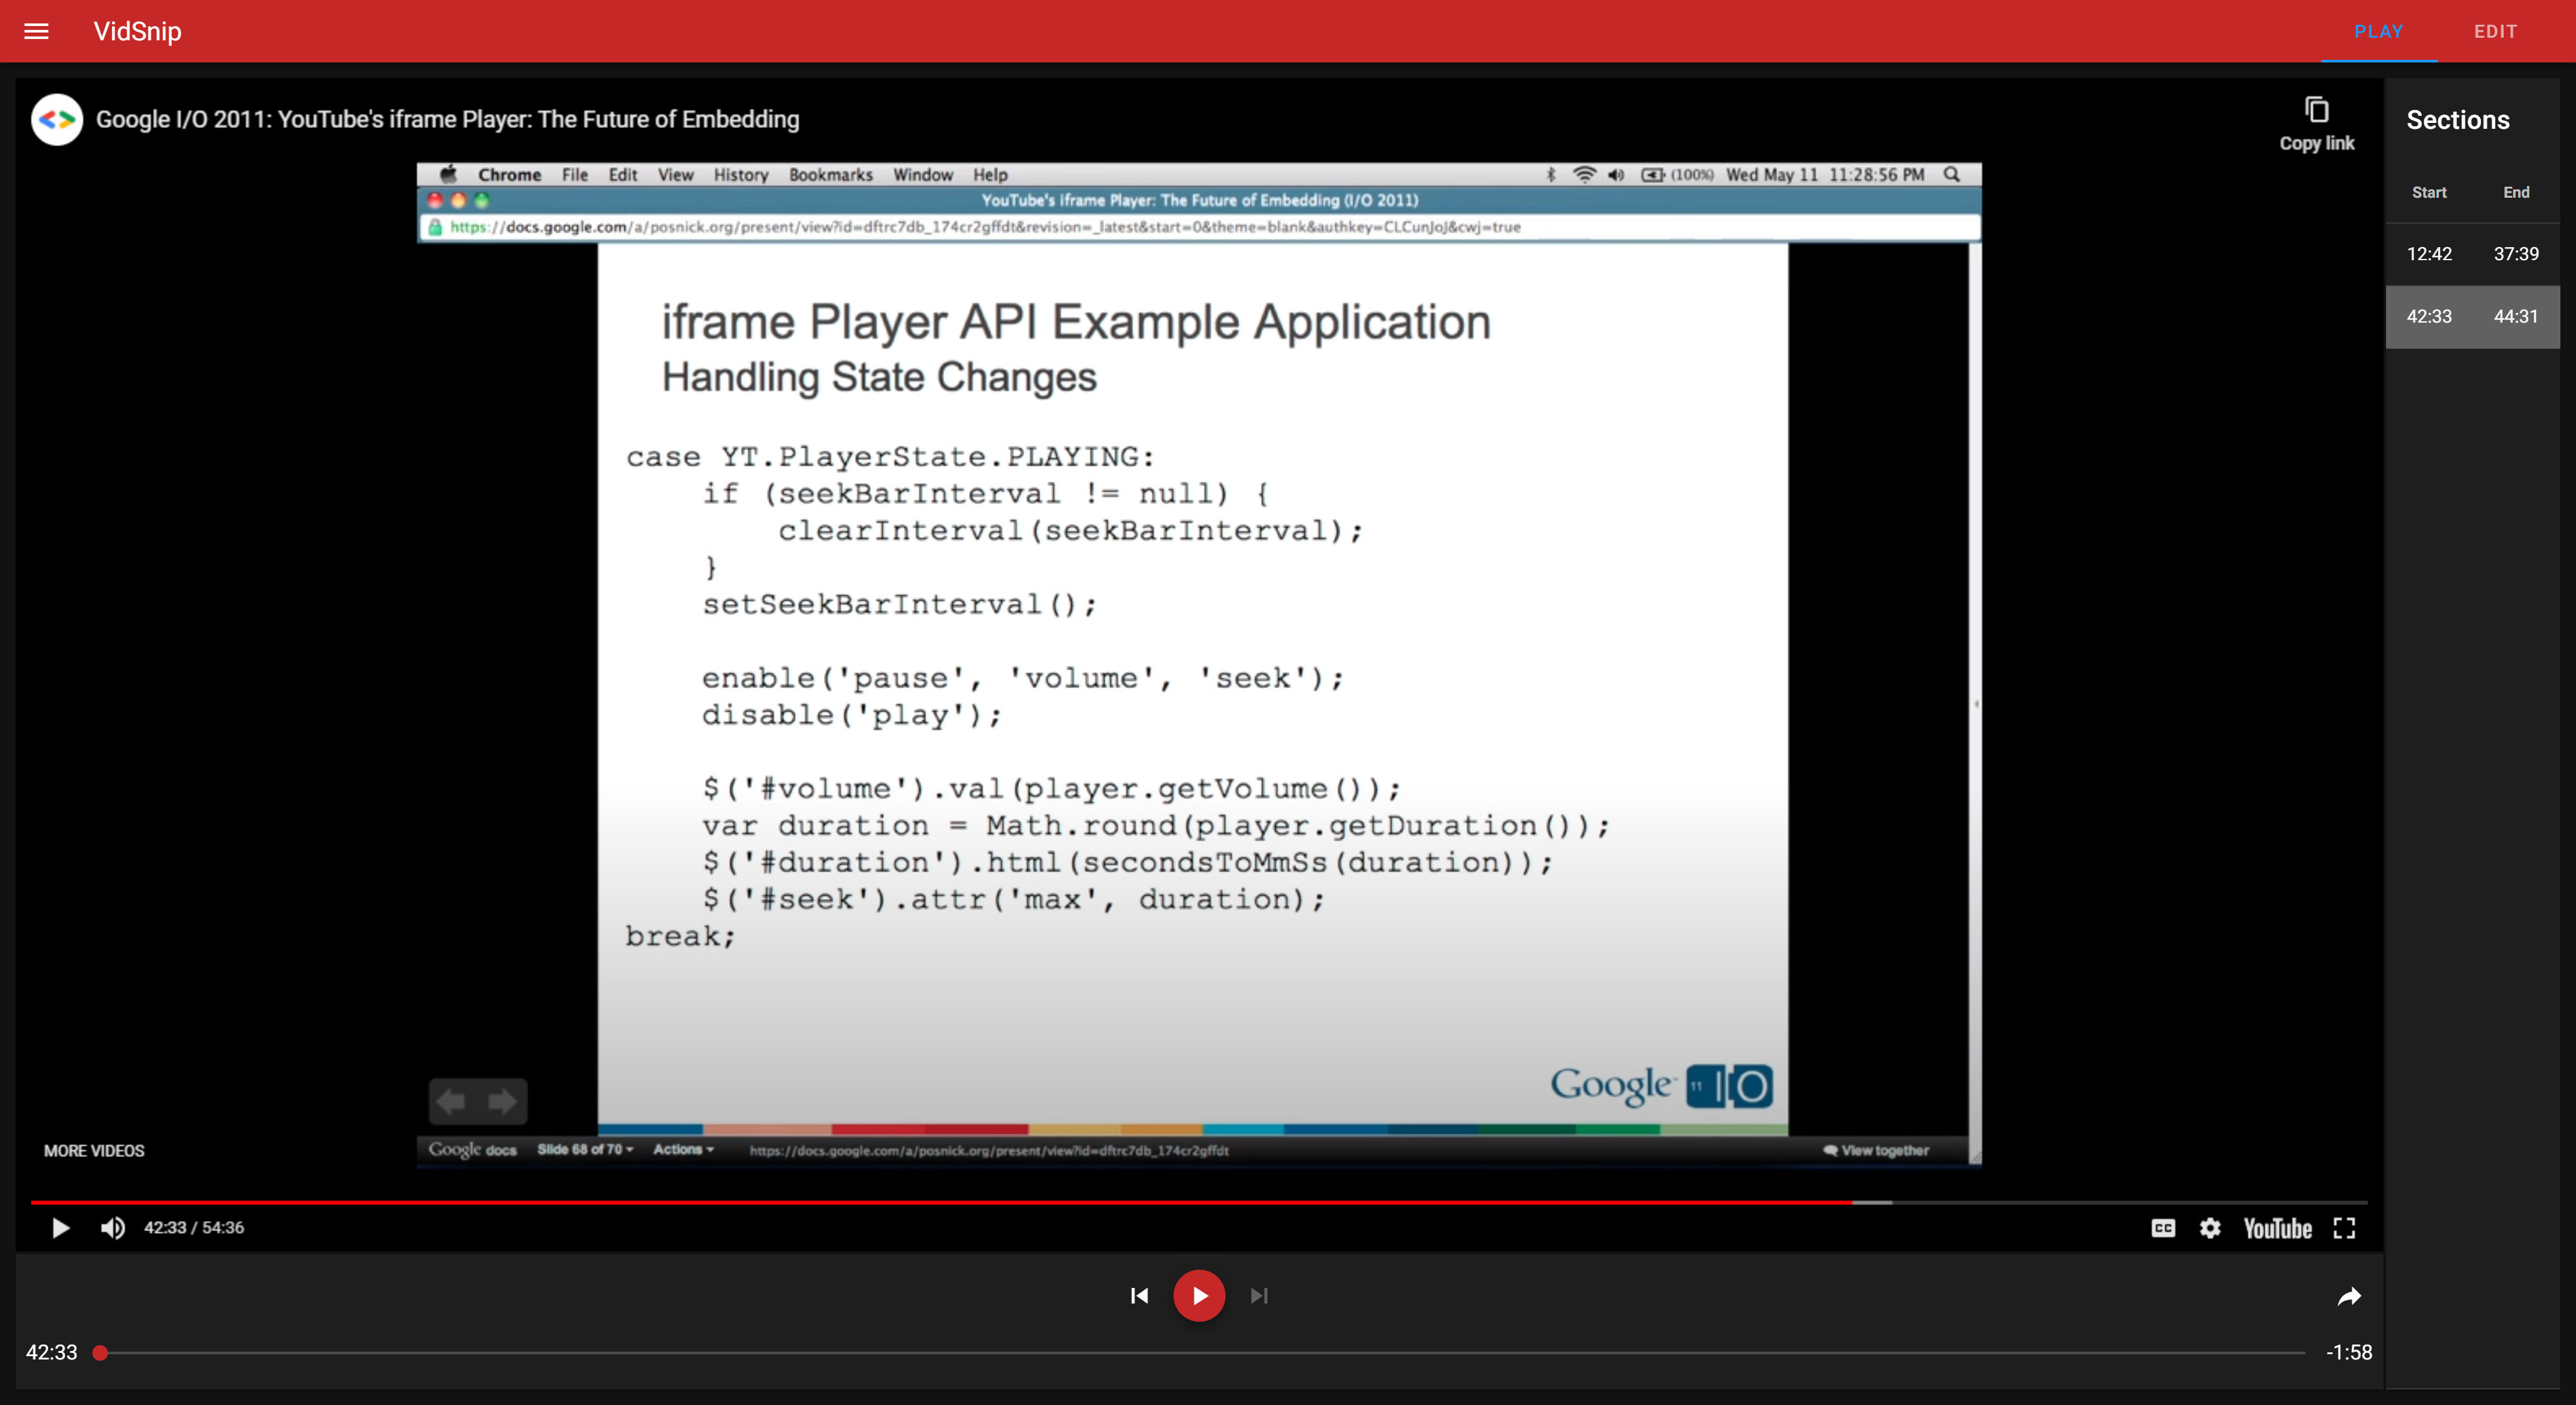 VidSnip
PLAY
EDIT
Google I/O 2011: YouTube's iframe Player: The Future of Embedding
Copy link
Sections
Start End
12:42 37:39
42:33 44:31
Chrome File Edit View History Bookmarks Window Help
(100%) Wed May 11 11:28:56 PM
YouTube's iframe Player: The Future of Embedding (I/O 2011)
https://docs.google.com/a/posnick.org/present/view?id=dftrc7db_174cr2gffdt&revision=_latest&start=0&theme=blank&authkey=CLCunJoJ&cwj=true
iframe Player API Example Application
Handling State Changes
case YT.PlayerState.PLAYING:
if (seekBarInterval != null) {
clearInterval(seekBarInterval);
}
setSeekBarInterval();
enable('pause', 'volume', 'seek');
disable('play');
$('#volume').val(player.getVolume());
var duration = Math.round(player.getDuration());
$('#duration').html(secondsToMmSs(duration));
$('#seek').attr('max', duration);
break;
Google 11 IO
MORE VIDEOS
Google docs Slide 68 of 70 Actions https://docs.google.com/a/posnick.org/present/view?id=dftrc7db_174cr2gffdt View together
42:33 / 54:36
CC YouTube
42:33 -1:58